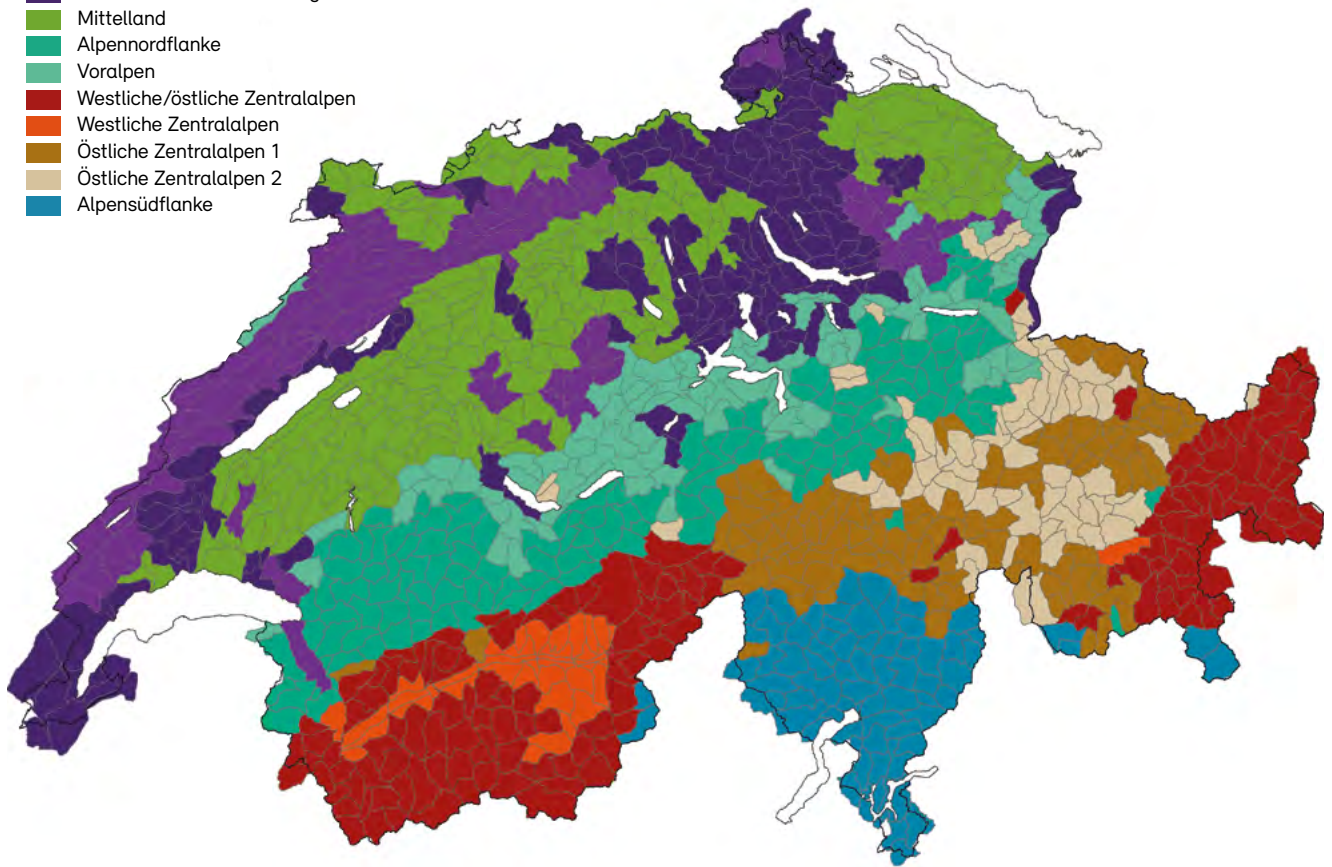 Mittelland
Alpennordflanke
Voralpen
Westliche/östliche Zentralalpen
Westliche Zentralalpen
Östliche Zentralalpen 1
Östliche Zentralalpen 2
Alpensüdflanke